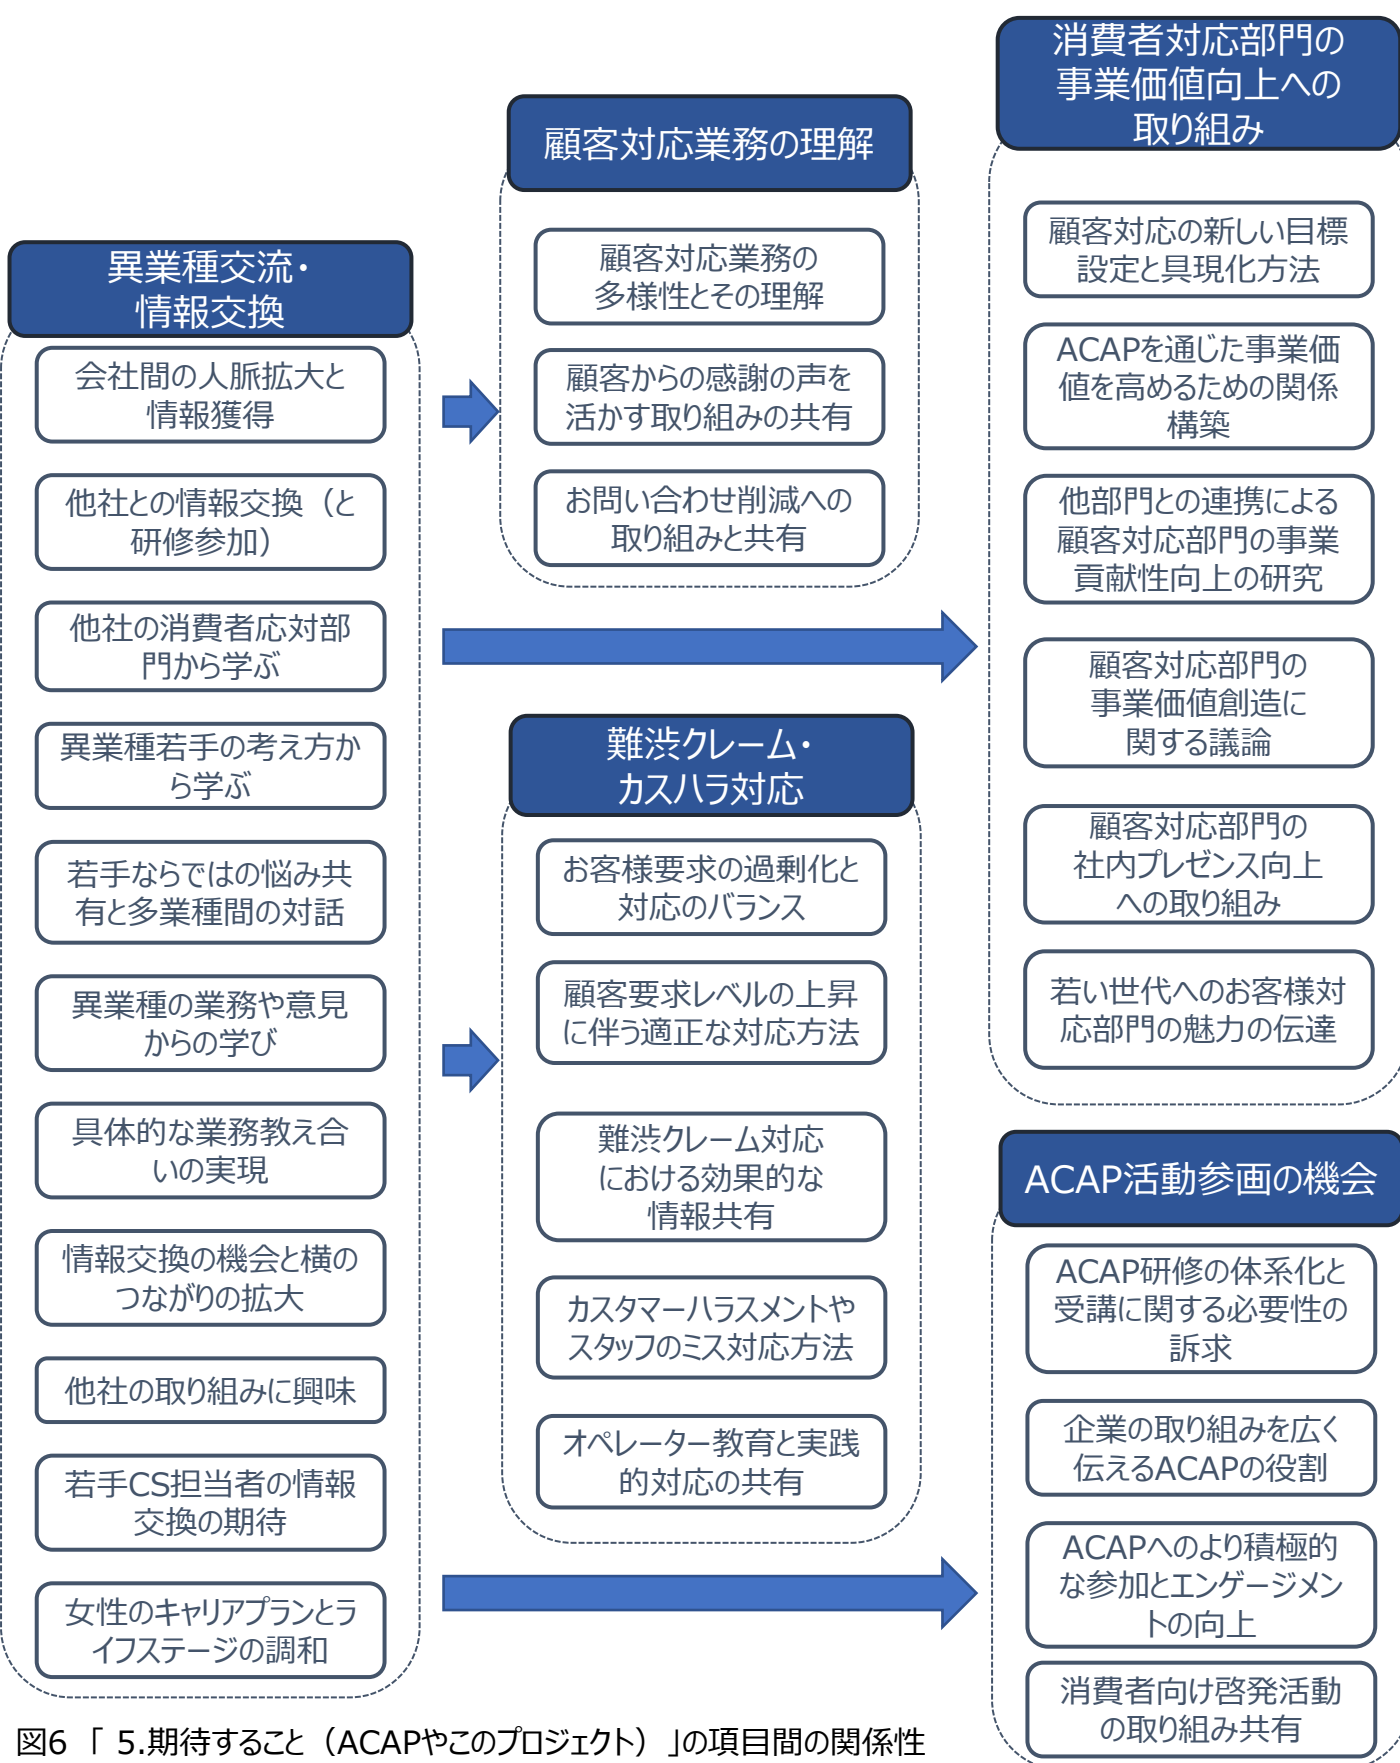 異業種交流・
情報交換
会社間の人脈拡大と
情報獲得
他社との情報交換（と
研修参加）
他社の消費者応対部
門から学ぶ
異業種若手の考え方か
ら学ぶ
若手ならではの悩み共
有と多業種間の対話
異業種の業務や意見
からの学び
具体的な業務教え合
いの実現
情報交換の機会と横の
つながりの拡大
他社の取り組みに興味
若手CS担当者の情報
交換の期待
女性のキャリアプランとラ
イフステージの調和
顧客対応業務の理解
顧客対応業務の
多様性とその理解
顧客からの感謝の声を
活かす取り組みの共有
お問い合わせ削減への
取り組みと共有
難渋クレーム・
カスハラ対応
お客様要求の過剰化と
対応のバランス
顧客要求レベルの上昇
に伴う適正な対応方法
難渋クレーム対応
における効果的な
情報共有
カスタマーハラスメントや
スタッフのミス対応方法
オペレーター教育と実践
的対応の共有
消費者対応部門の
事業価値向上への
取り組み
顧客対応の新しい目標
設定と具現化方法
ACAPを通じた事業価
値を高めるための関係
構築
他部門との連携による
顧客対応部門の事業
貢献性向上の研究
顧客対応部門の
事業価値創造に
関する議論
顧客対応部門の
社内プレゼンス向上
への取り組み
若い世代へのお客様対
応部門の魅力の伝達
ACAP活動参画の機会
ACAP研修の体系化と
受講に関する必要性の
訴求
企業の取り組みを広く
伝えるACAPの役割
ACAPへのより積極的
な参加とエンゲージメン
トの向上
消費者向け啓発活動
の取り組み共有
図6 「 5.期待すること（ACAPやこのプロジェクト）」の項目間の関係性